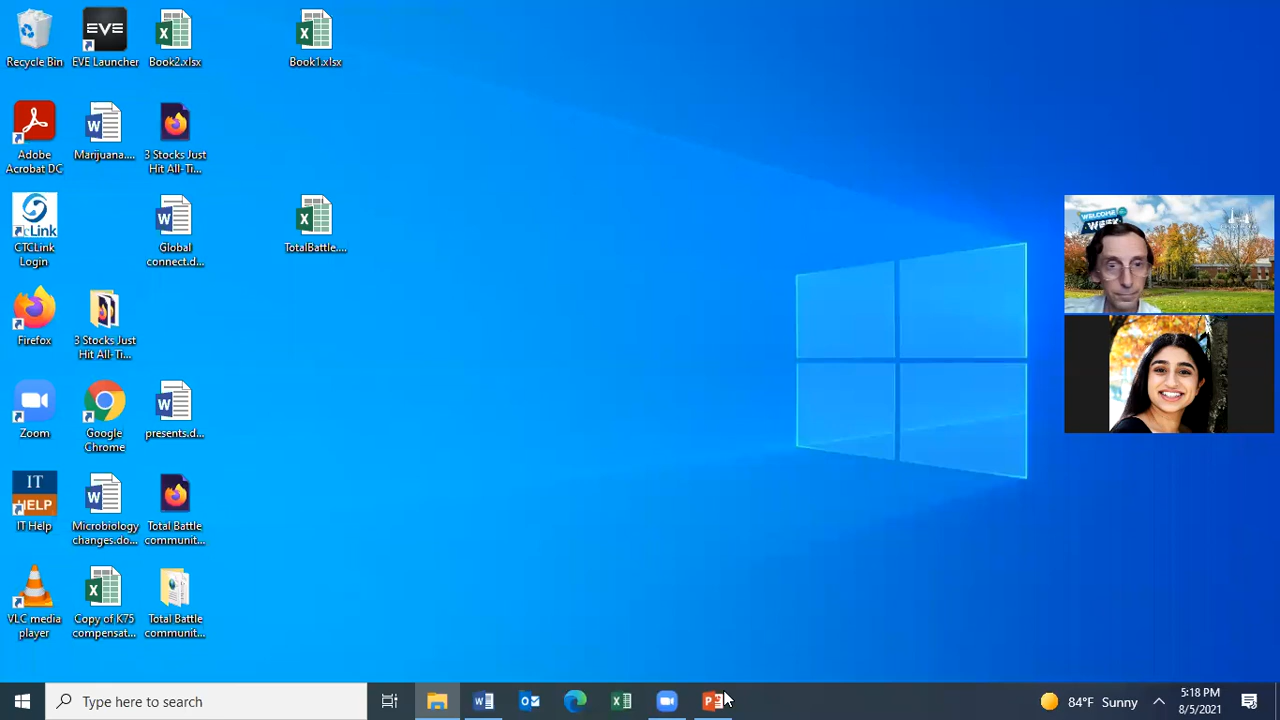 Recycle Bin
EVE
EVE Launcher
Book2.xlsx
Book1.xlsx
Adobe
Acrobat DC
Marijuana....
3 Stocks Just
Hit All-Ti...
CTCLink
Login
Global
connect.d...
TotalBattle....
Firefox
3 Stocks Just
Hit All-Ti...
Zoom
Google
Chrome
presents.d...
IT
HELP
IT Help
Microbiology
changes.do...
Total Battle
communit...
VLC media
player
Copy of K75
compensat...
Total Battle
communit...
WELCOME
WEEK
Type here to search
84°F Sunny
5:18 PM
8/5/2021